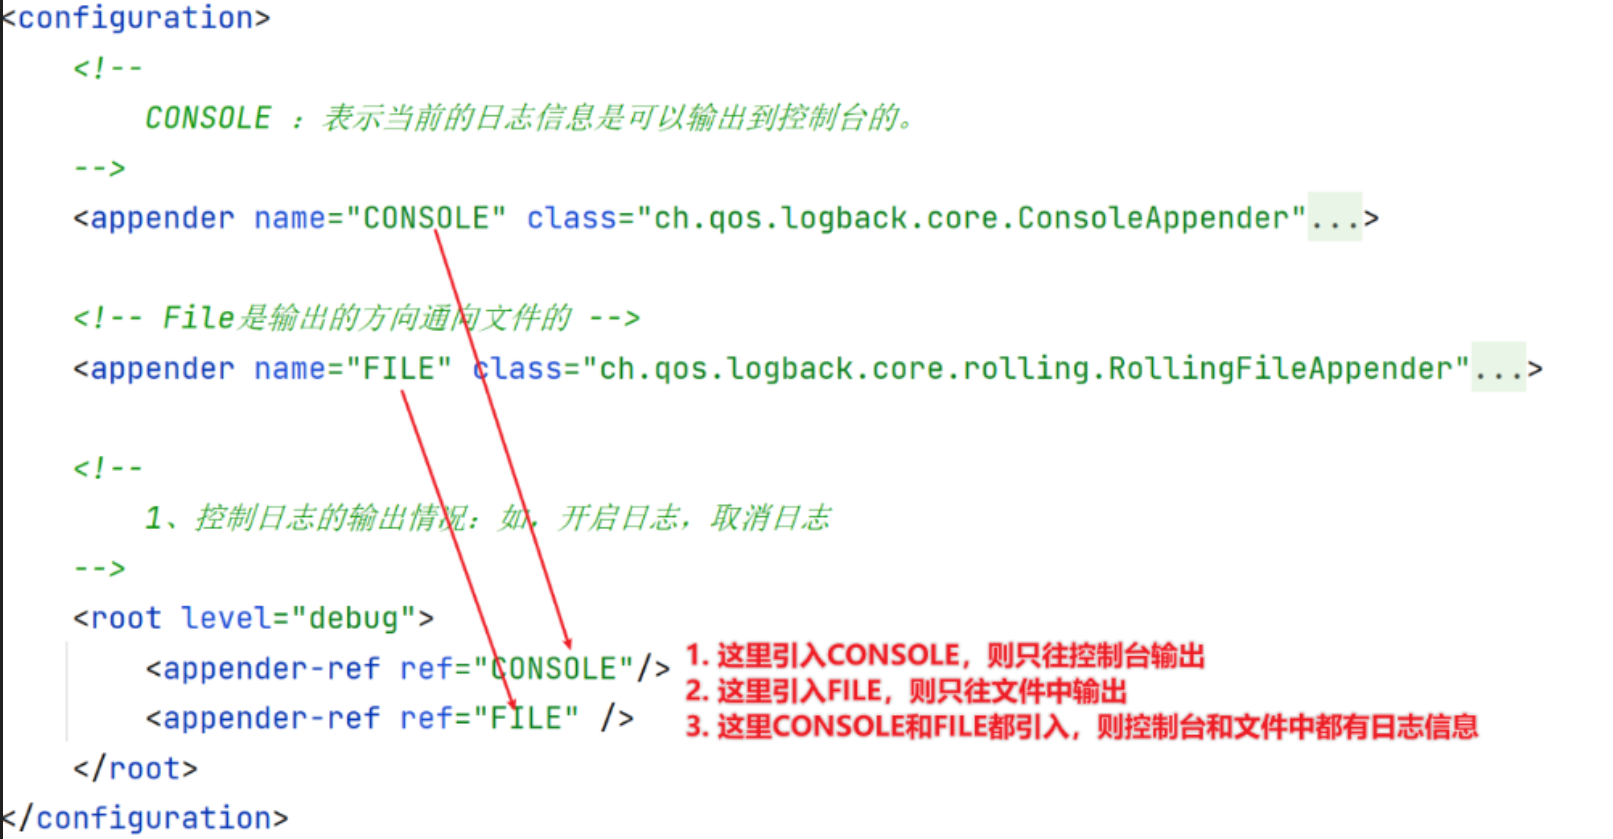 <configuration>
<!--
CONSOLE ：表示当前的日志信息是可以输出到控制台的。
-->
<appender name="CONSOLE" class="ch.qos.logback.core.ConsoleAppender"...>
<!-- File是输出的方向通向文件的 -->
<appender name="FILE" class="ch.qos.logback.core.rolling.RollingFileAppender"...>
<!--
1、控制日志的输出情况：如，开启日志，取消日志
-->
<root level="debug">
<appender-ref ref="CONSOLE"/>
1. 这里引入CONSOLE，则只往控制台输出
2. 这里引入FILE，则只往文件中输出
<appender-ref ref="FILE" />
3. 这里CONSOLE和FILE都引入，则控制台和文件中都有日志信息
</root>
</configuration>